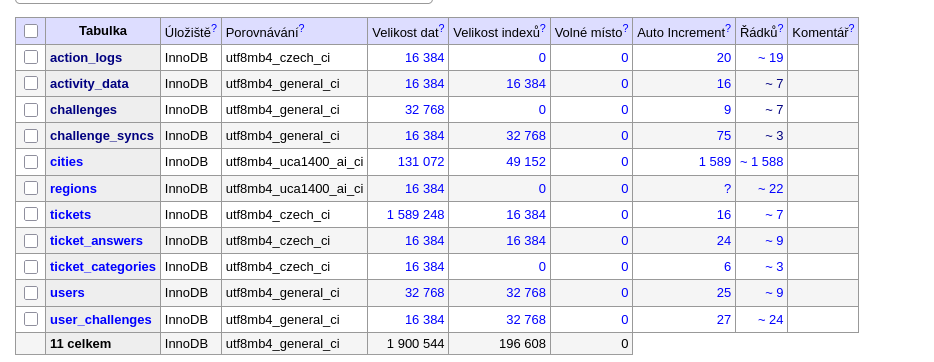 Tabulka Úložiště? Porovnávání? Velikost dat? Velikost indexů? Volné místo? Auto Increment? Řádků? Komentář?
action_logs InnoDB utf8mb4_czech_ci 16 384 0 0 20 ~ 19
activity_data InnoDB utf8mb4_general_ci 16 384 16 384 0 16 ~ 7
challenges InnoDB utf8mb4_general_ci 32 768 0 0 9 ~ 7
challenge_syncs InnoDB utf8mb4_general_ci 16 384 32 768 0 75 ~ 3
cities InnoDB utf8mb4_uca1400_ai_ci 131 072 49 152 0 1 589 ~ 1 588
regions InnoDB utf8mb4_uca1400_ai_ci 16 384 0 0 ? ~ 22
tickets InnoDB utf8mb4_czech_ci 1 589 248 16 384 0 16 ~ 7
ticket_answers InnoDB utf8mb4_czech_ci 16 384 16 384 0 24 ~ 9
ticket_categories InnoDB utf8mb4_czech_ci 16 384 0 0 6 ~ 3
users InnoDB utf8mb4_general_ci 32 768 32 768 0 25 ~ 9
user_challenges InnoDB utf8mb4_general_ci 16 384 32 768 0 27 ~ 24
11 celkem InnoDB utf8mb4_general_ci 1 900 544 196 608 0